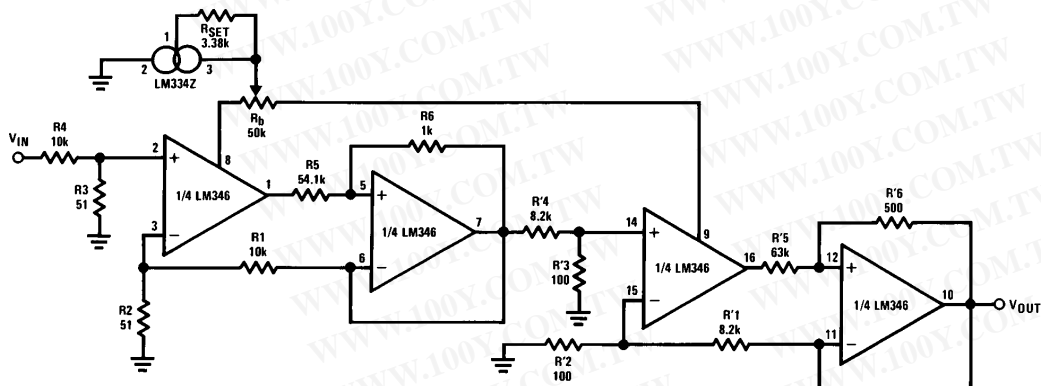 RSET
3.38k
1
2
3
LM334Z
Rb
50k
R6
1k
VIN
R4
10k
2
+
8
R5
54.1k
5
+
R3
51
1/4 LM346
1
3
−
1/4 LM346
7
R'4
8.2k
14
+
9
R'6
500
R1
10k
6
−
R'3
100
1/4 LM346
16
R'5
63k
12
+
15
−
1/4 LM346
10
VOUT
R2
51
R'2
100
R'1
8.2k
11
−
WWW.100Y.COM.TW